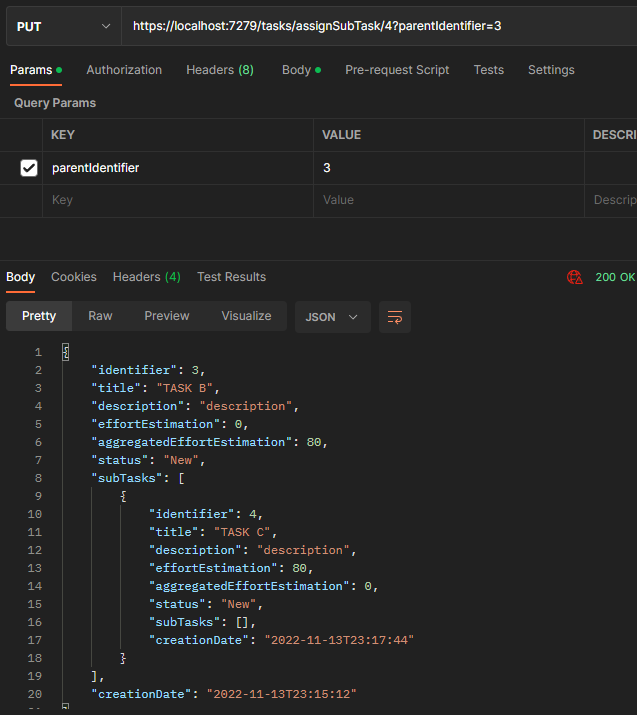 PUT https://localhost:7279/tasks/assignSubTask/4?parentIdentifier=3
Params Authorization Headers (8) Body Pre-request Script Tests Settings
Query Params
KEY VALUE DESCRI
parentIdentifier 3
Key Value Descrip
Body Cookies Headers (4) Test Results 200 OK
Pretty Raw Preview Visualize JSON
1 {
2 "identifier": 3,
3 "title": "TASK B",
4 "description": "description",
5 "effortEstimation": 0,
6 "aggregatedEffortEstimation": 80,
7 "status": "New",
8 "subTasks": [
9 {
10 "identifier": 4,
11 "title": "TASK C",
12 "description": "description",
13 "effortEstimation": 80,
14 "aggregatedEffortEstimation": 0,
15 "status": "New",
16 "subTasks": [],
17 "creationDate": "2022-11-13T23:17:44"
18 }
19 ],
20 "creationDate": "2022-11-13T23:15:12"